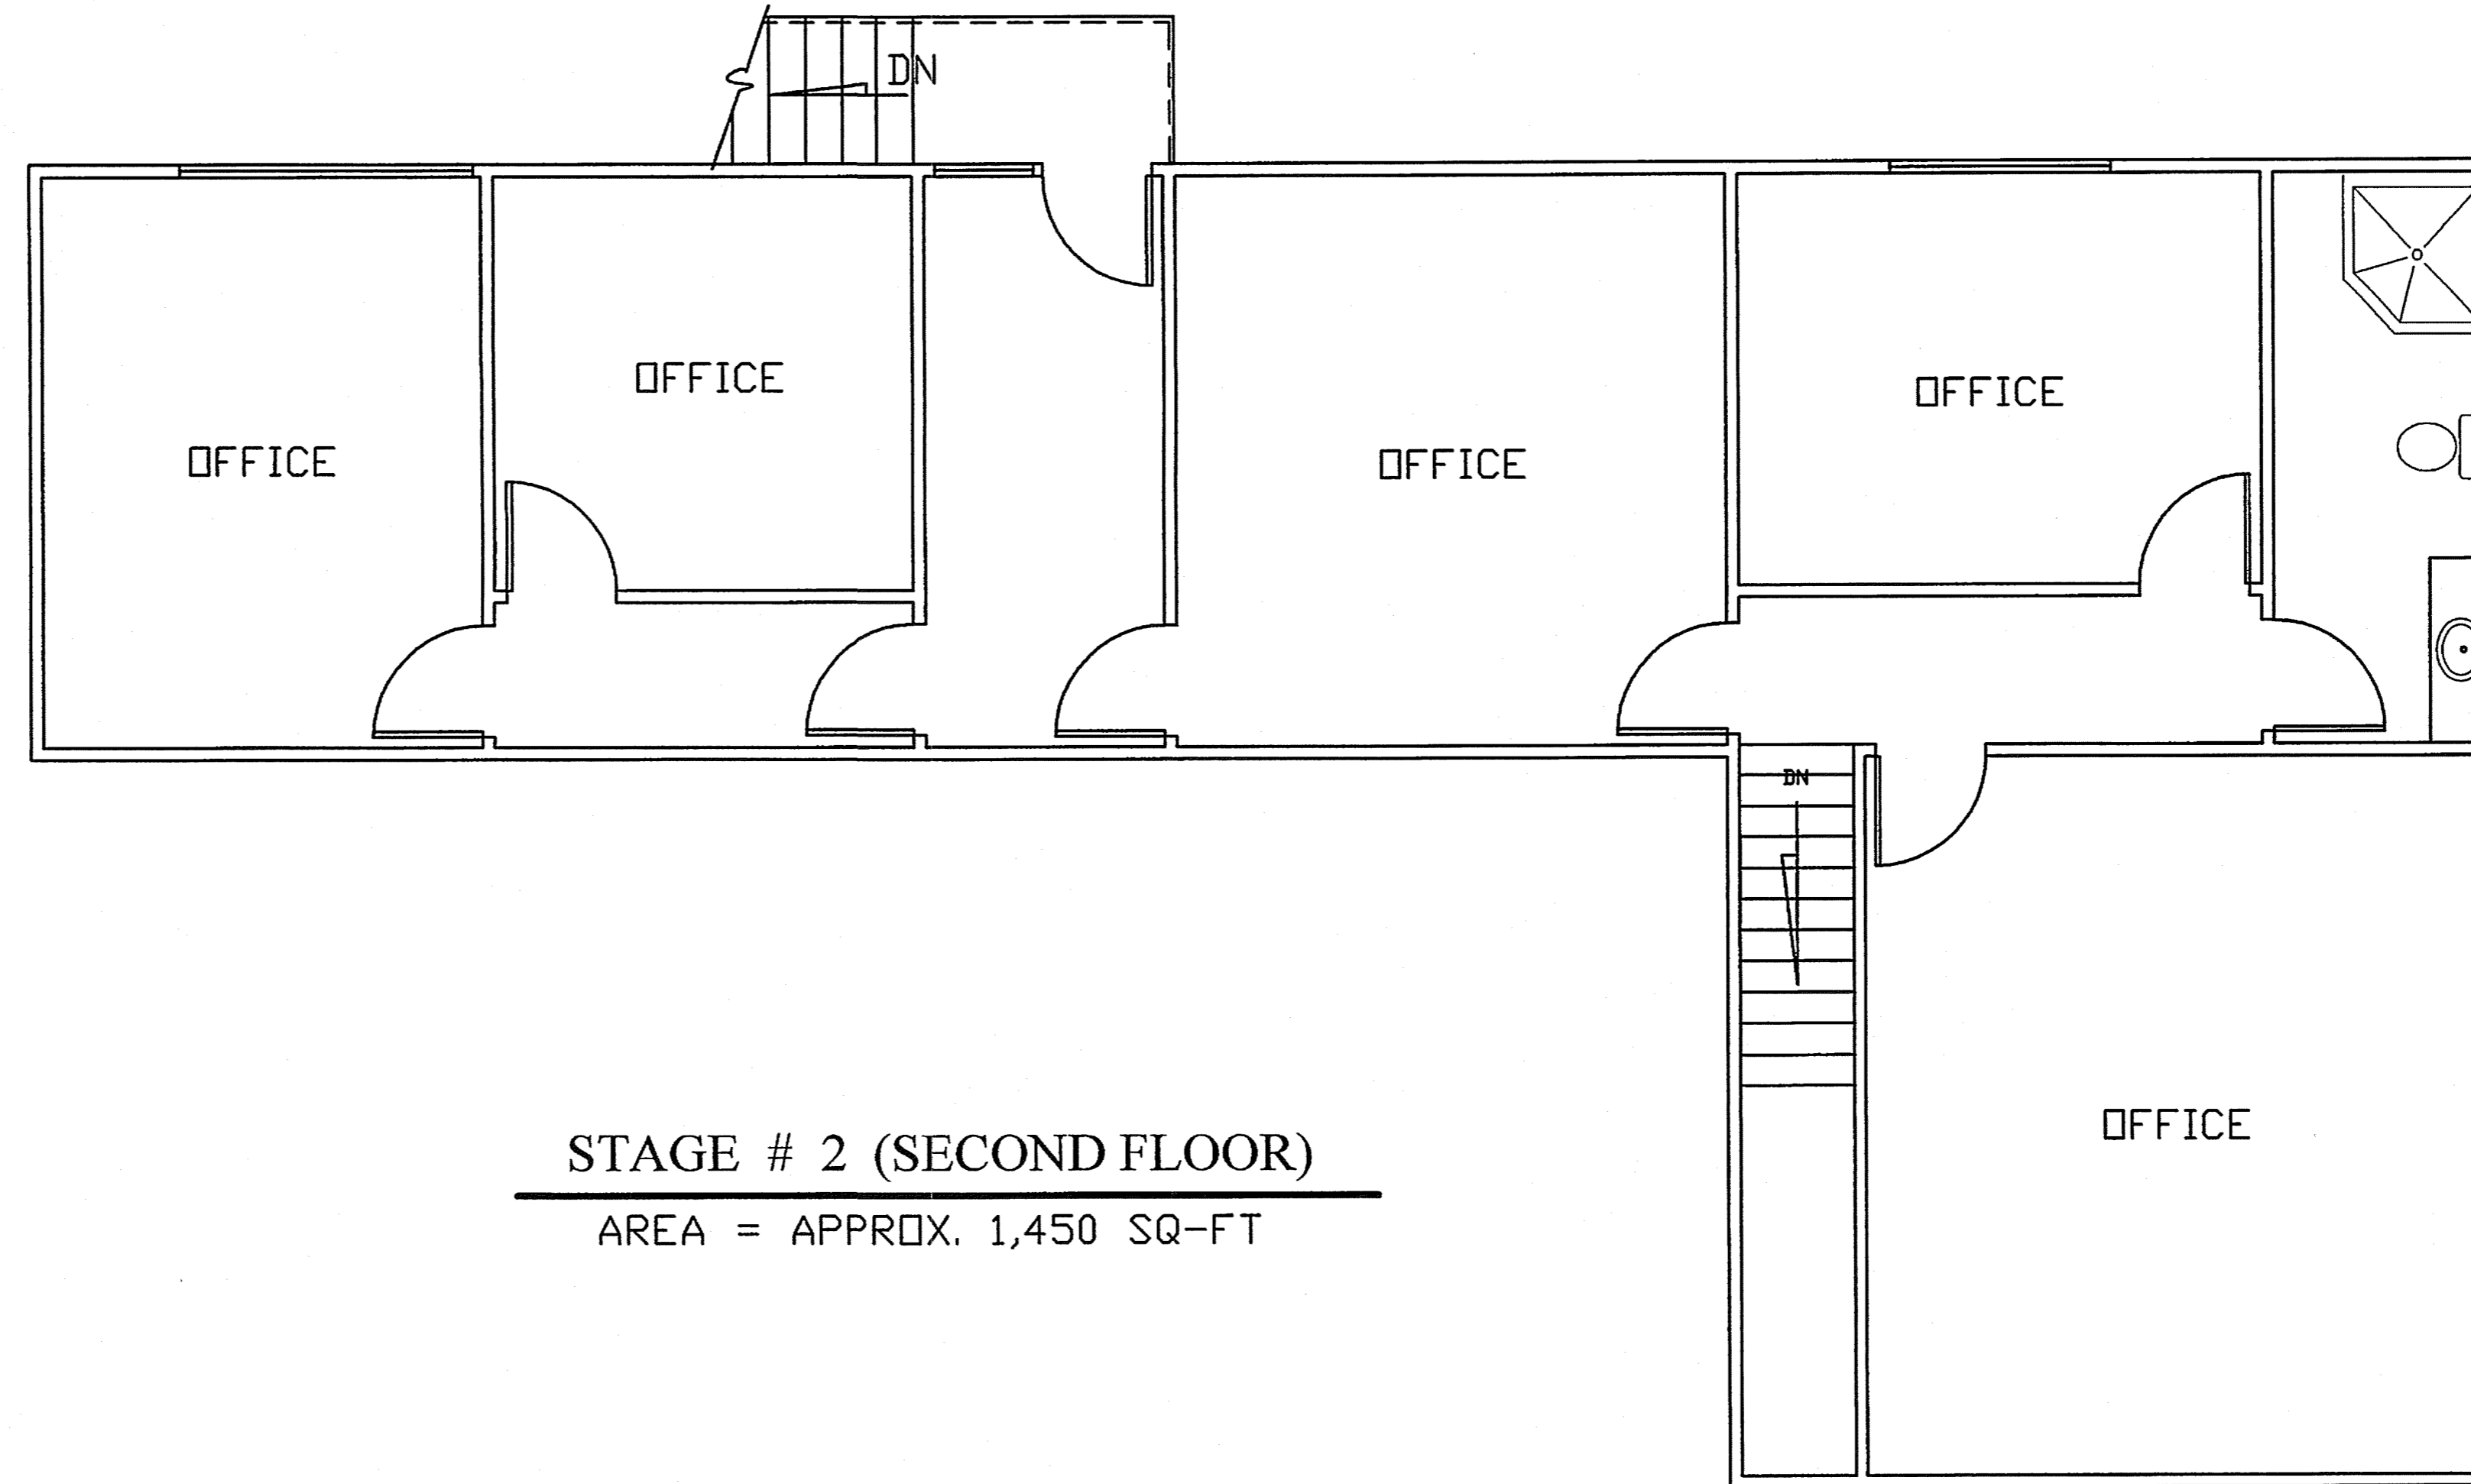 DN
OFFICE
OFFICE
OFFICE
OFFICE
DN
OFFICE
STAGE # 2 (SECOND FLOOR)
AREA = APPROX. 1,450 SQ-FT